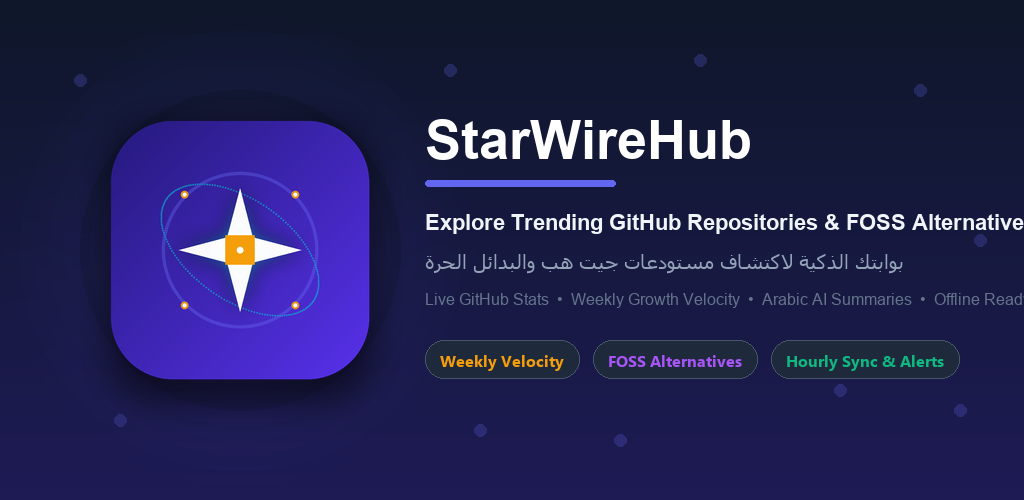 StarWireHub
Explore Trending GitHub Repositories & FOSS Alternative
بوابتك الذكية لاكتشاف مستودعات جيت هب والبدائل الحرة
Live GitHub Stats • Weekly Growth Velocity • Arabic AI Summaries • Offline Read
Weekly Velocity
FOSS Alternatives
Hourly Sync & Alerts